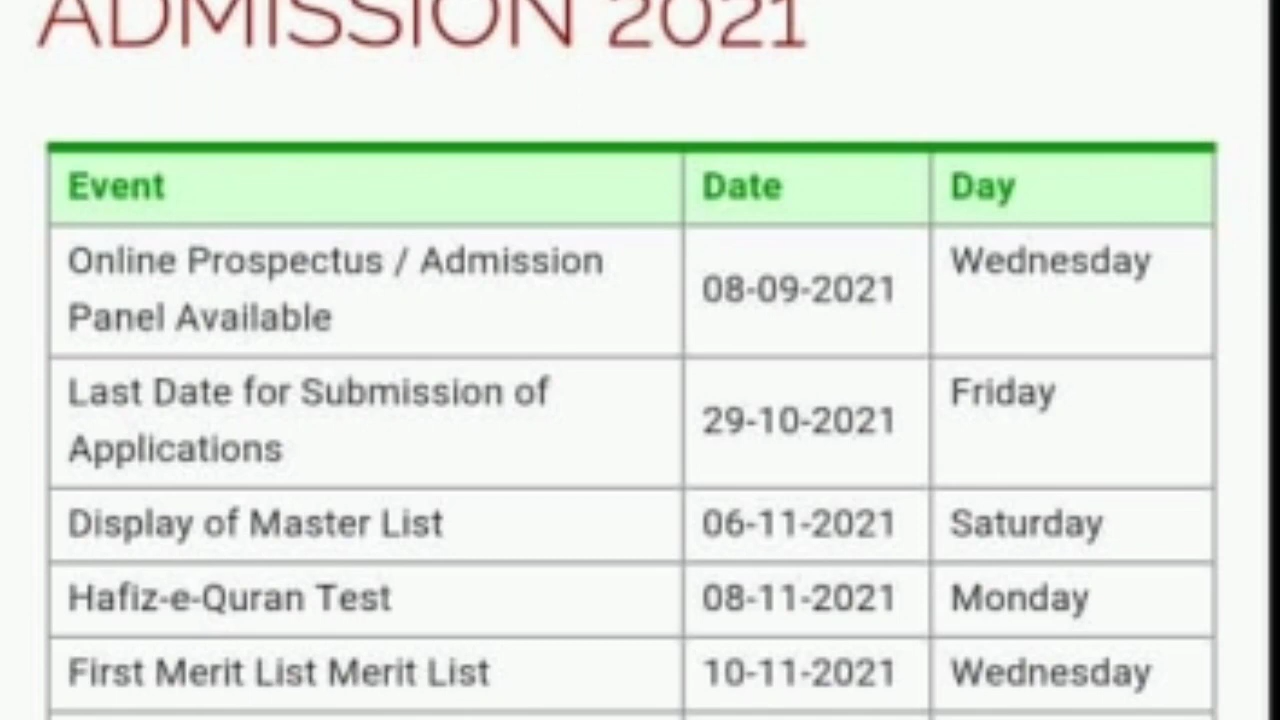 ADMISSION 2021
Event Date Day
Online Prospectus / Admission
Panel Available
08-09-2021
Wednesday
Last Date for Submission of
Applications
29-10-2021
Friday
Display of Master List 06-11-2021 Saturday
Hafiz-e-Quran Test 08-11-2021 Monday
First Merit List Merit List 10-11-2021 Wednesday